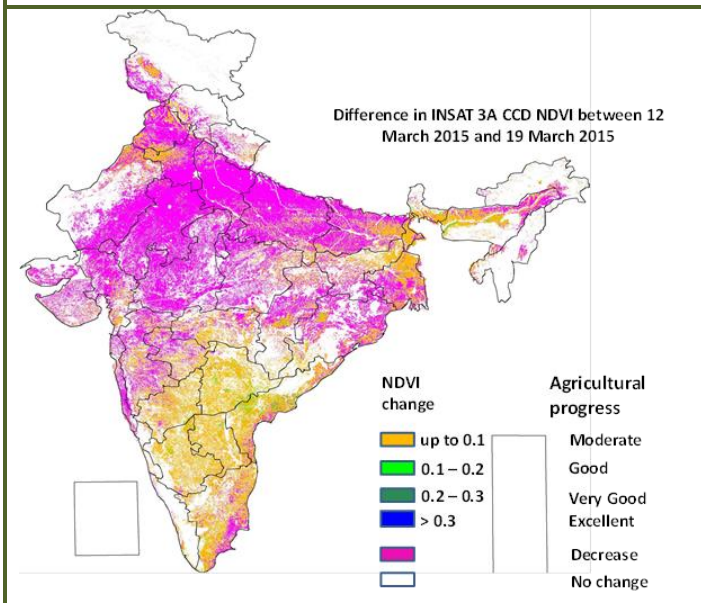 Difference in INSAT 3A CCD NDVI between 12
March 2015 and 19 March 2015
NDVI
change
Agricultural
progress
up to 0.1
Moderate
0.1 – 0.2
Good
0.2 – 0.3
Very Good
> 0.3
Excellent
Decrease
No change